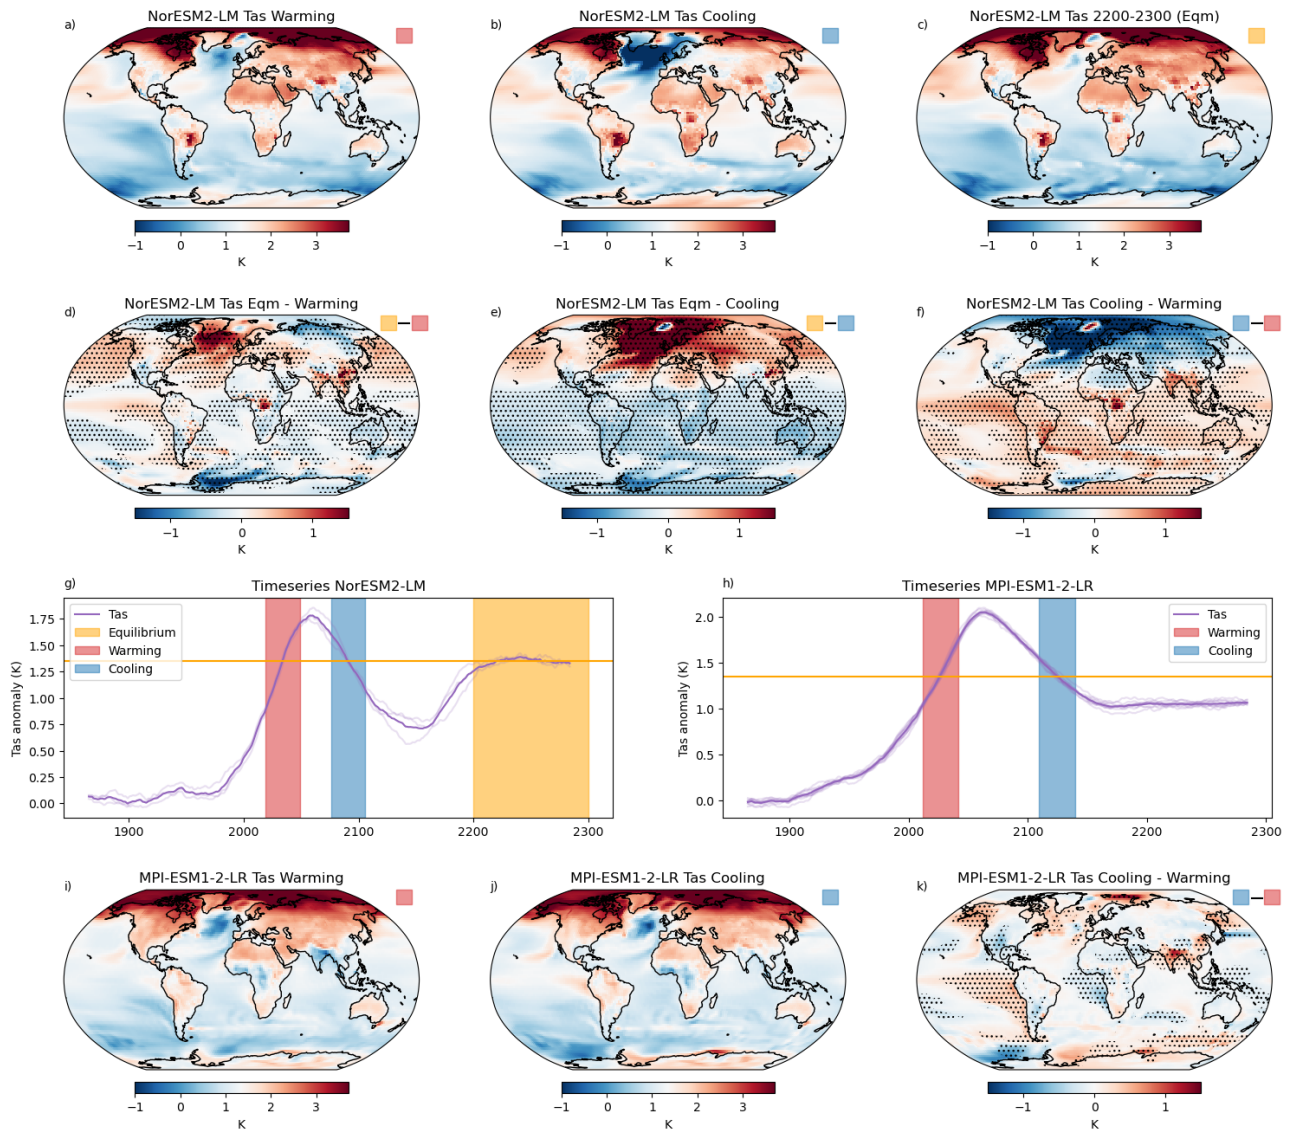 a)
NorESM2-LM Tas Warming
b)
NorESM2-LM Tas Cooling
c)
NorESM2-LM Tas 2200-2300 (Eqm)
−1 0 1 2 3
K
−1 0 1 2 3
K
−1 0 1 2 3
K
d)
NorESM2-LM Tas Eqm - Warming
e)
NorESM2-LM Tas Eqm - Cooling
f)
NorESM2-LM Tas Cooling - Warming
−1 0 1
K
−1 0 1
K
−1 0 1
K
g)
Timeseries NorESM2-LM
Tas
Equilibrium
Warming
Cooling
Tas anomaly (K)
1.75
1.50
1.25
1.00
0.75
0.50
0.25
0.00
1900 2000 2100 2200 2300
h)
Timeseries MPI-ESM1-2-LR
Tas
Warming
Cooling
Tas anomaly (K)
2.0
1.5
1.0
0.5
0.0
1900 2000 2100 2200 2300
i)
MPI-ESM1-2-LR Tas Warming
j)
MPI-ESM1-2-LR Tas Cooling
k)
MPI-ESM1-2-LR Tas Cooling - Warming
−1 0 1 2 3
K
−1 0 1 2 3
K
−1 0 1
K